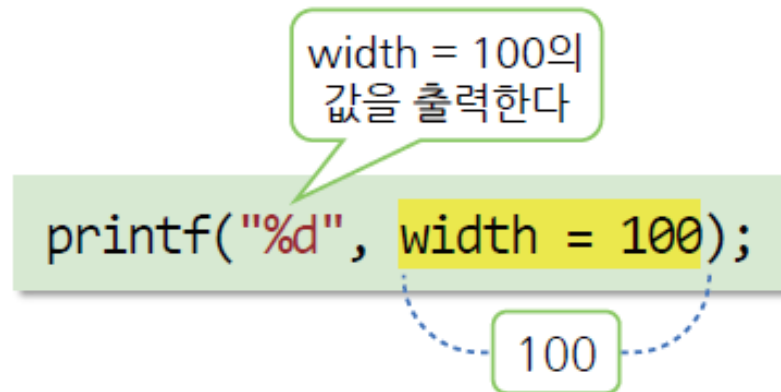 width = 100의
값을 출력한다
printf("%d", width = 100);
100